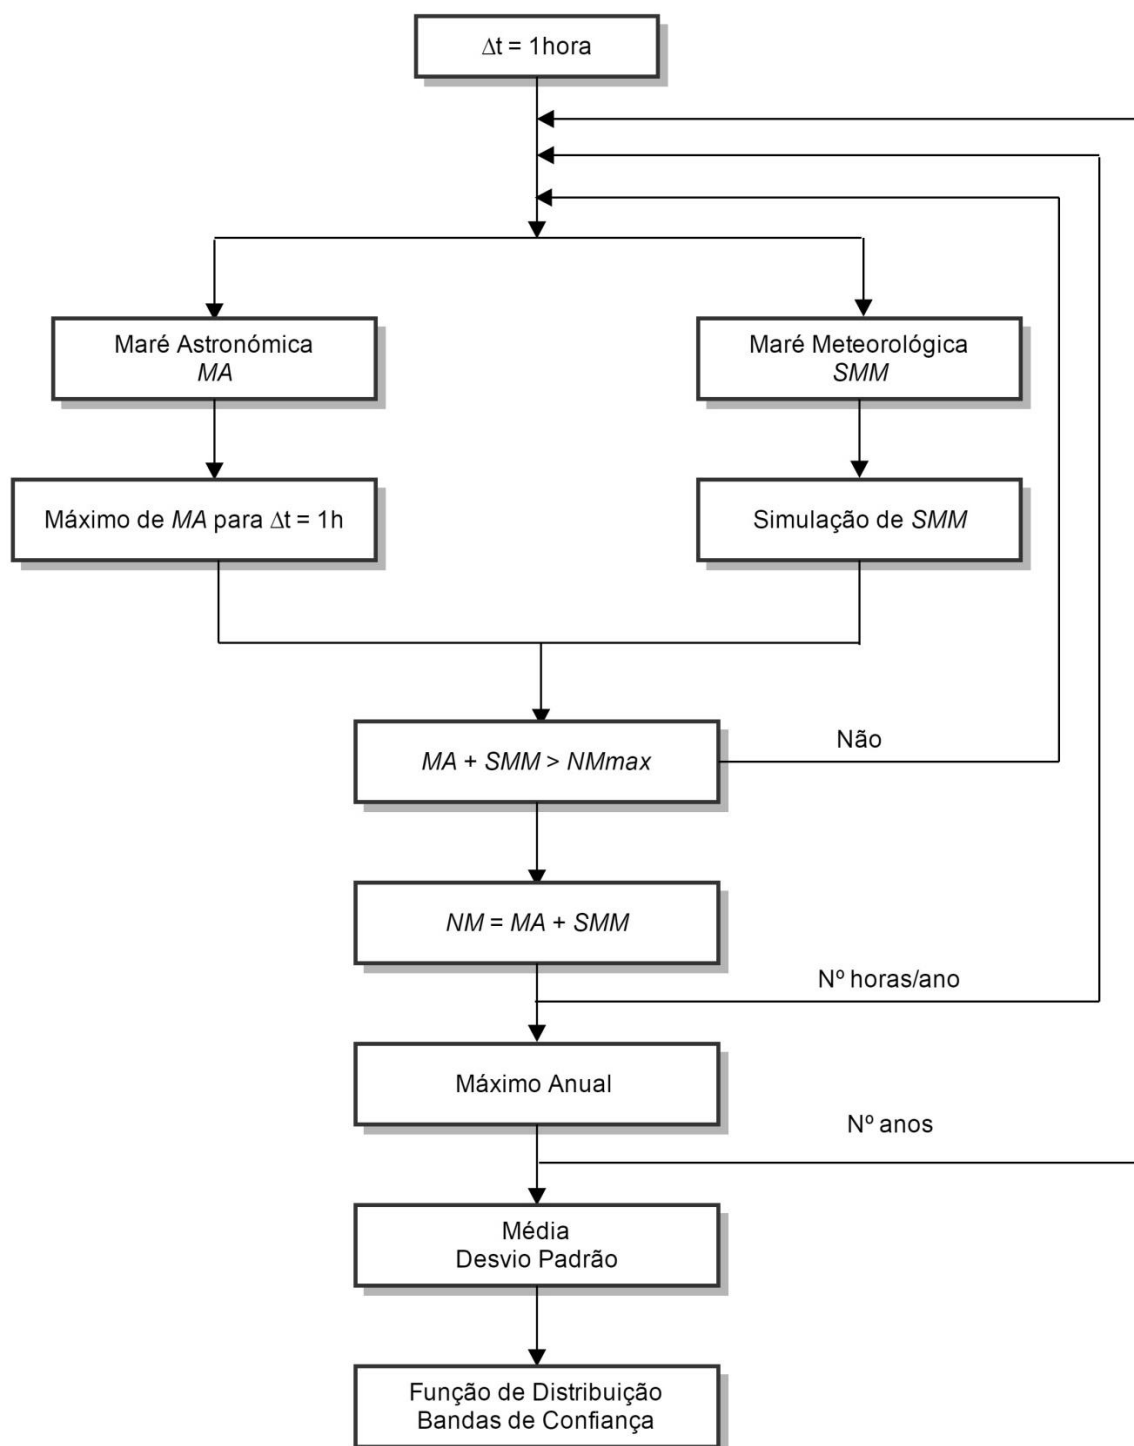 Δt = 1hora
Maré Astronómica
MA
Maré Meteorológica
SMM
Máximo de MA para Δt = 1h
Simulação de SMM
MA + SMM > NMmax
Não
NM = MA + SMM
Nº horas/ano
Máximo Anual
Nº anos
Média
Desvio Padrão
Função de Distribuição
Bandas de Confiança